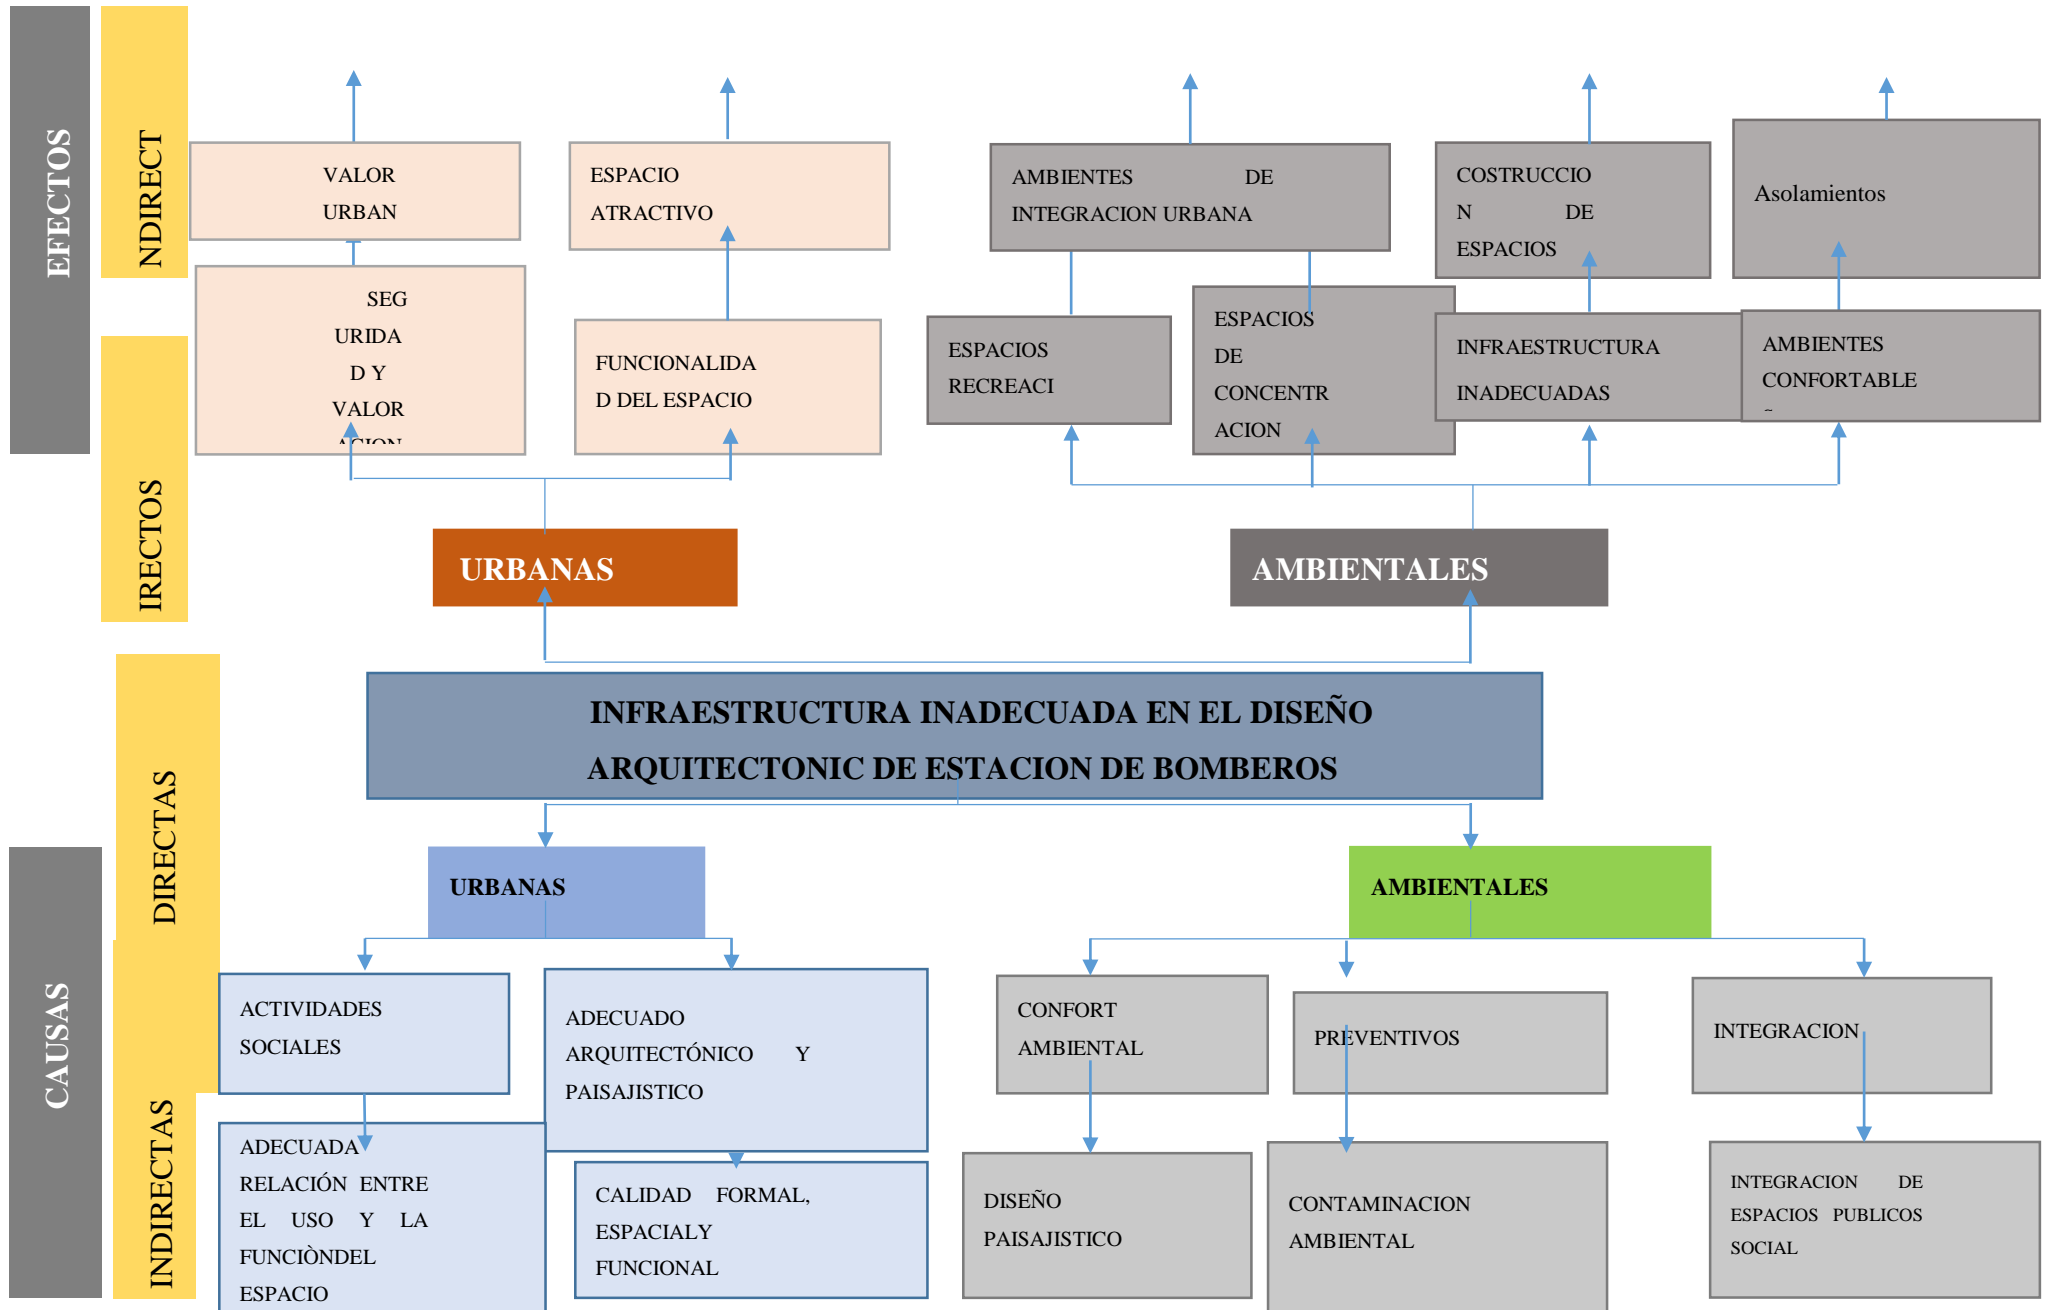 EFECTOS
NDIRECT
VALOR
URBAN
ESPACIO
ATRACTIVO
AMBIENTES DE
INTEGRACION URBANA
COSTRUCCIO
N DE
ESPACIOS
Asolamientos
IRECTOS
SEG
URIDA
D Y
VALOR
ACION
FUNCIONALIDA
D DEL ESPACIO
ESPACIOS
RECREACI
ESPACIOS
DE
CONCENTR
ACION
INFRAESTRUCTURA
INADECUADAS
AMBIENTES
CONFORTABLE
URBANAS
AMBIENTALES
INFRAESTRUCTURA INADECUADA EN EL DISEÑO
ARQUITECTONIC DE ESTACION DE BOMBEROS
CAUSAS
DIRECTAS
URBANAS
AMBIENTALES
ACTIVIDADES
SOCIALES
ADECUADO
ARQUITECTÓNICO Y
PAISAJISTICO
CONFORT
AMBIENTAL
PREVENTIVOS
INTEGRACION
INDIRECTAS
ADECUADA
RELACIÓN ENTRE
EL USO Y LA
FUNCIÒNDEL
ESPACIO
CALIDAD FORMAL,
ESPACIALY
FUNCIONAL
DISEÑO
PAISAJISTICO
CONTAMINACION
AMBIENTAL
INTEGRACION DE
ESPACIOS PUBLICOS
SOCIAL